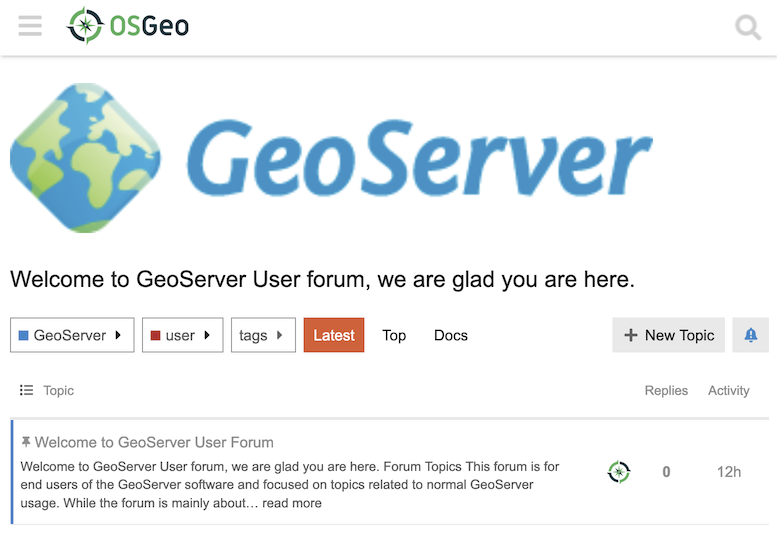 OSGeo
GeoServer
Welcome to GeoServer User forum, we are glad you are here.
GeoServer user tags Latest Top Docs New Topic
Topic Replies Activity
Welcome to GeoServer User Forum
Welcome to GeoServer User forum, we are glad you are here. Forum Topics This forum is for
end users of the GeoServer software and focused on topics related to normal GeoServer
usage. While the forum is mainly about… read more
0 12h